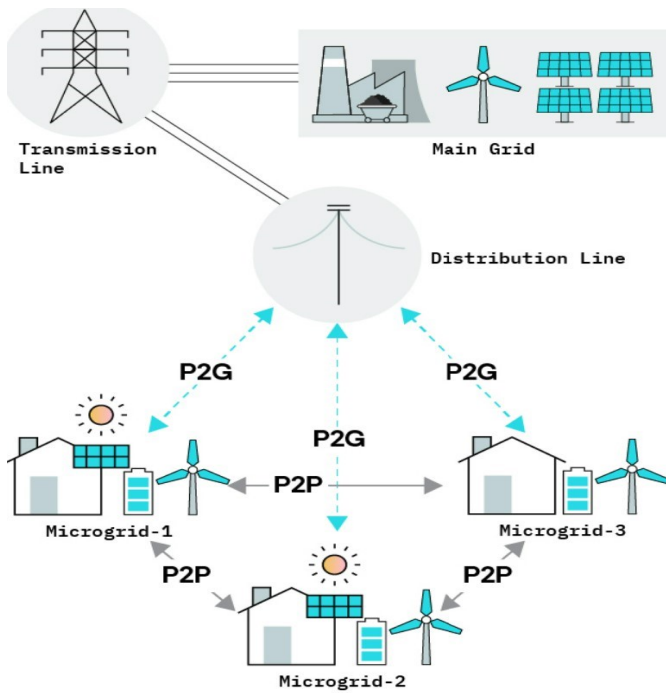 Transmission
Line
Main Grid
Distribution Line
P2G
P2G
P2G
P2P
Microgrid-1
Microgrid-3
P2P
P2P
Microgrid-2